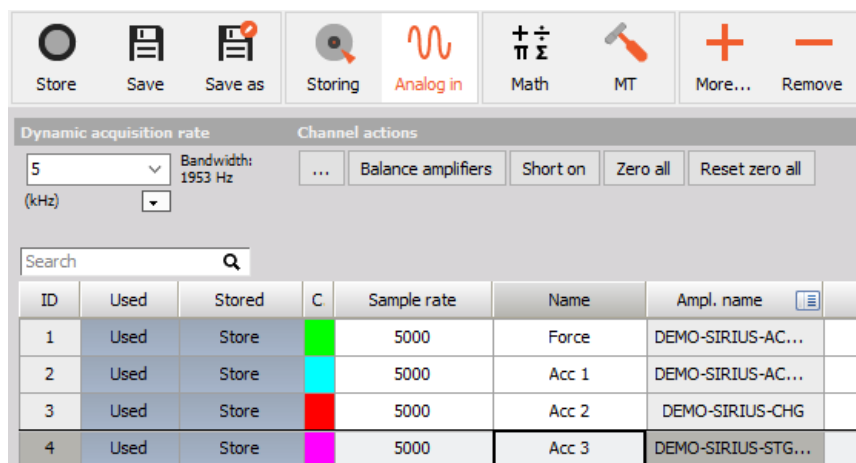 Store Save Save as Storing Analog in Math MT More... Remove
Dynamic acquisition rate Channel actions
5 Bandwidth: ... Balance amplifiers Short on Zero all Reset zero all
1953 Hz
(kHz)
Search
ID Used Stored C Sample rate Name Ampl. name
1 Used Store 5000 Force DEMO-SIRIUS-AC...
2 Used Store 5000 Acc 1 DEMO-SIRIUS-AC...
3 Used Store 5000 Acc 2 DEMO-SIRIUS-CHG
4 Used Store 5000 Acc 3 DEMO-SIRIUS-STG...